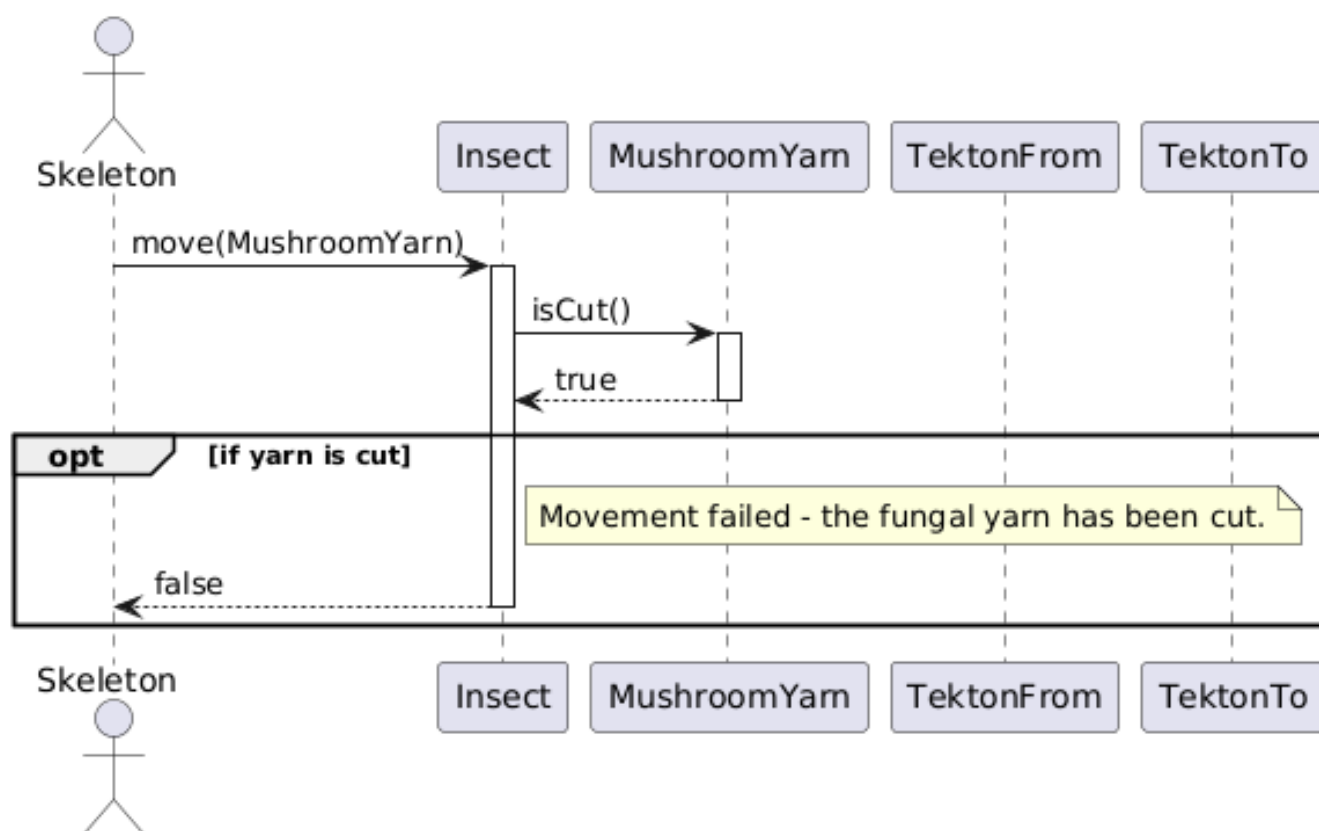 Skeleton
Insect
MushroomYarn
TektonFrom
TektonTo
move(MushroomYarn)
isCut()
true
opt
[if yarn is cut]
Movement failed - the fungal yarn has been cut.
false
Skeleton
Insect
MushroomYarn
TektonFrom
TektonTo